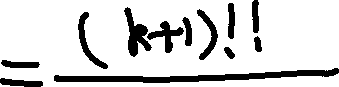 = (k+1)!!